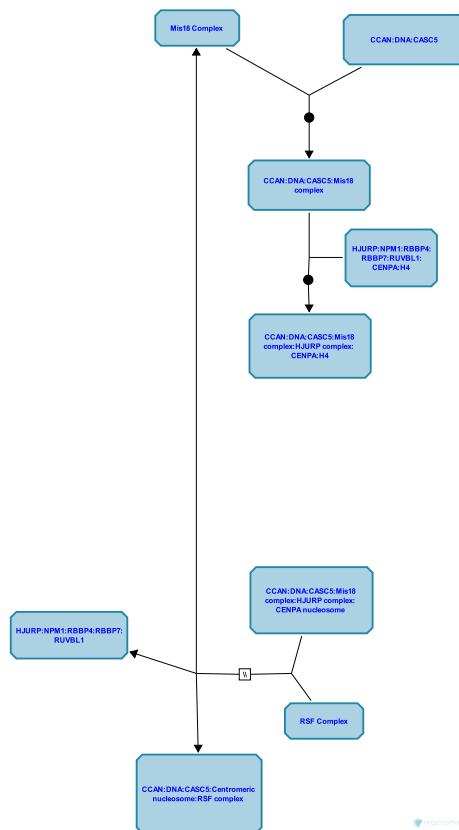 Mis18 Complex
CCAN:DNA:CASC5
CCAN:DNA:CASC5:Mis18
complex
HJURP:NPM1:RBBP4:
RBBP7:RUVBL1:
CENPA:H4
CCAN:DNA:CASC5:Mis18
complex:HJURP complex:
CENPA:H4
CCAN:DNA:CASC5:Mis18
complex:HJURP complex:
CENPA nucleosome
HJURP:NPM1:RBBP4:RBBP7:
RUVBL1
\\
RSF Complex
CCAN:DNA:CASC5:Centromeric
nucleosome:RSF complex
reactome